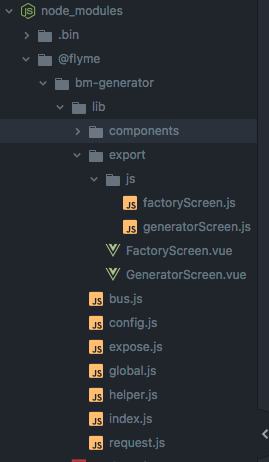 node_modules
.bin
@flyme
bm-generator
lib
components
export
js
factoryScreen.js
generatorScreen.js
FactoryScreen.vue
GeneratorScreen.vue
bus.js
config.js
expose.js
global.js
helper.js
index.js
request.js